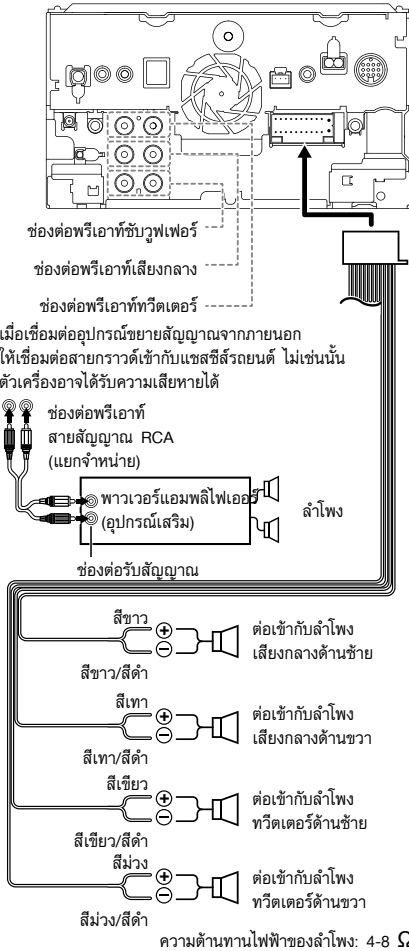 ช่องต่อพรีเอาท์ซับวูฟเฟอร์
ช่องต่อพรีเอาท์เสียงกลาง
ช่องต่อพรีเอาท์ทวีตเตอร์
เมื่อเชื่อมต่ออุปกรณ์ขยายสัญญาณจากภายนอก
ให้เชื่อมต่อสายกราวด์เข้ากับแชสซีส์รถยนต์ ไม่เช่นนั้น
ตัวเครื่องอาจได้รับความเสียหายได้
ช่องต่อพรีเอาท์
สายสัญญาณ RCA
(แยกจำหน่าย)
พาวเวอร์แอมพลิไฟเออร์
(อุปกรณ์เสริม)
ลำโพง
ช่องต่อรับสัญญาณ
สีขาว
ต่อเข้ากับลำโพง
เสียงกลางด้านซ้าย
สีขาว/สีดำ
สีเทา
ต่อเข้ากับลำโพง
เสียงกลางด้านขวา
สีเทา/สีดำ
สีเขียว
ต่อเข้ากับลำโพง
ทวีตเตอร์ด้านซ้าย
สีเขียว/สีดำ
สีม่วง
ต่อเข้ากับลำโพง
ทวีตเตอร์ด้านขวา
สีม่วง/สีดำ
ความต้านทานไฟฟ้าของลำโพง: 4-8 Ω